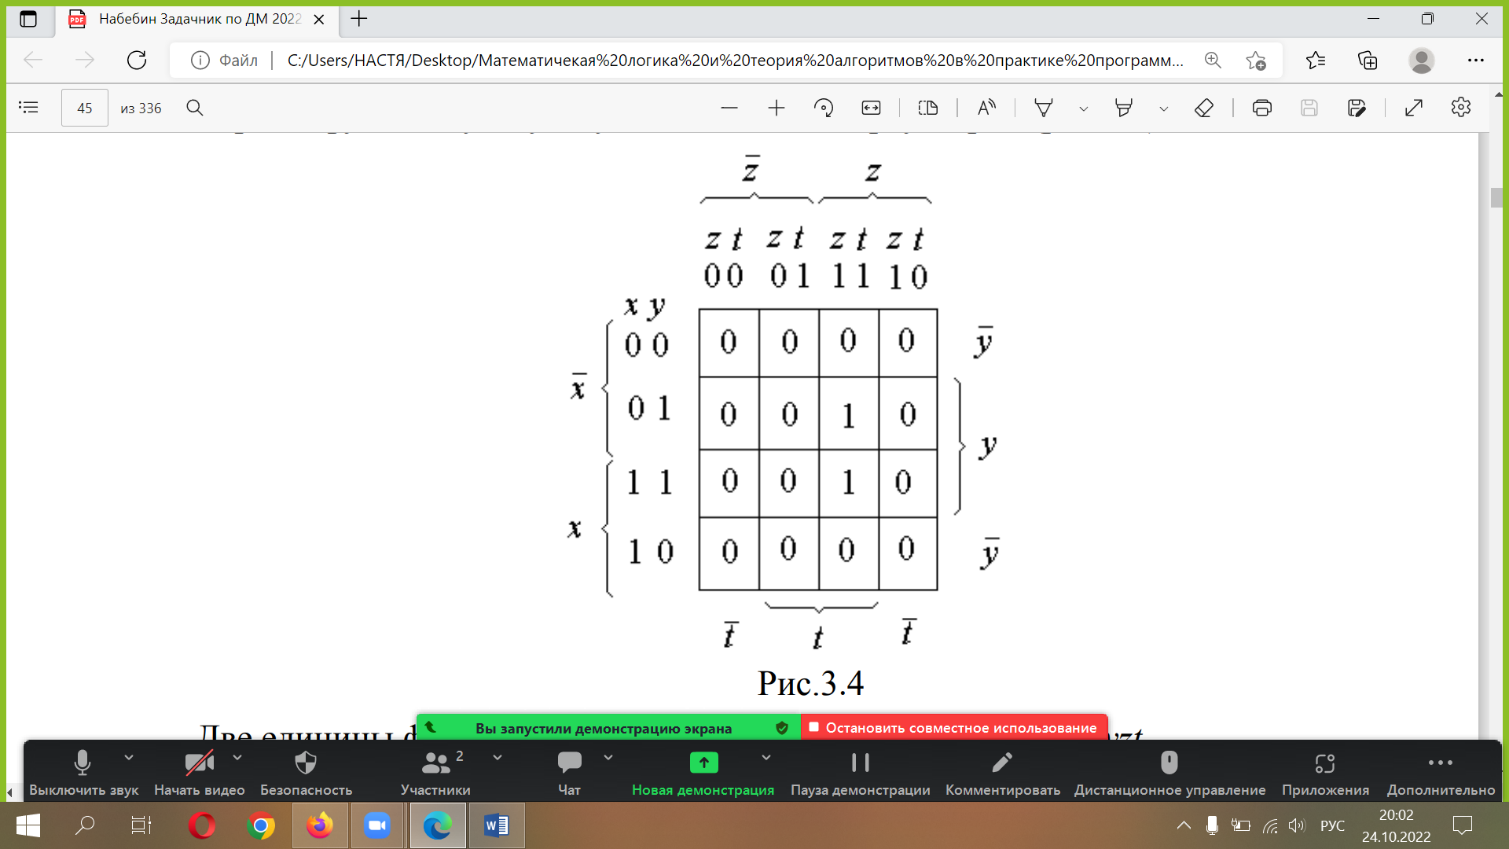 Набебин Задачник по ДМ 2022
Файл
C:/Users/НАСТЯ/Desktop/Математичекая%20логика%20и%20теория%20алгоритмов%20в%20практике%20программ...
45 из 336
z̅ z
z t z t z t z t
0 0 0 1 1 1 1 0
x y
0 0 0 0 0 0 y̅
x̅
0 1 0 0 1 0
y
1 1 0 0 1 0
x
1 0 0 0 0 0 y̅
t̅ t t̅
Рис.3.4
Две единицы
yzt
Вы запустили демонстрацию экрана
Остановить совместное использование
2
Выключить звук
Начать видео
Безопасность
Участники
Чат
Новая демонстрация
Пауза демонстрации
Комментировать
Дистанционное управление
Приложения
Дополнительно
РУС
20:02
24.10.2022